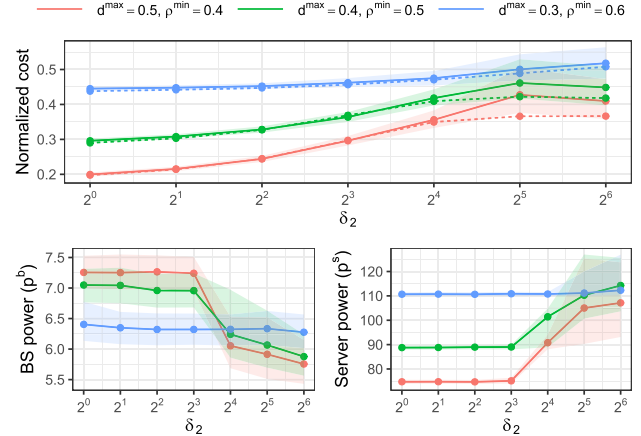 d^max = 0.5, ρ^min = 0.4 d^max = 0.4, ρ^min = 0.5 d^max = 0.3, ρ^min = 0.6
Normalized cost
0.5
0.4
0.3
0.2
2^0 2^1 2^2 2^3 2^4 2^5 2^6
δ_2
BS power (p^b)
7.5
7.0
6.5
6.0
5.5
2^0 2^1 2^2 2^3 2^4 2^5 2^6
δ_2
Server power (p^s)
110
100
90
80
2^0 2^1 2^2 2^3 2^4 2^5 2^6
δ_2